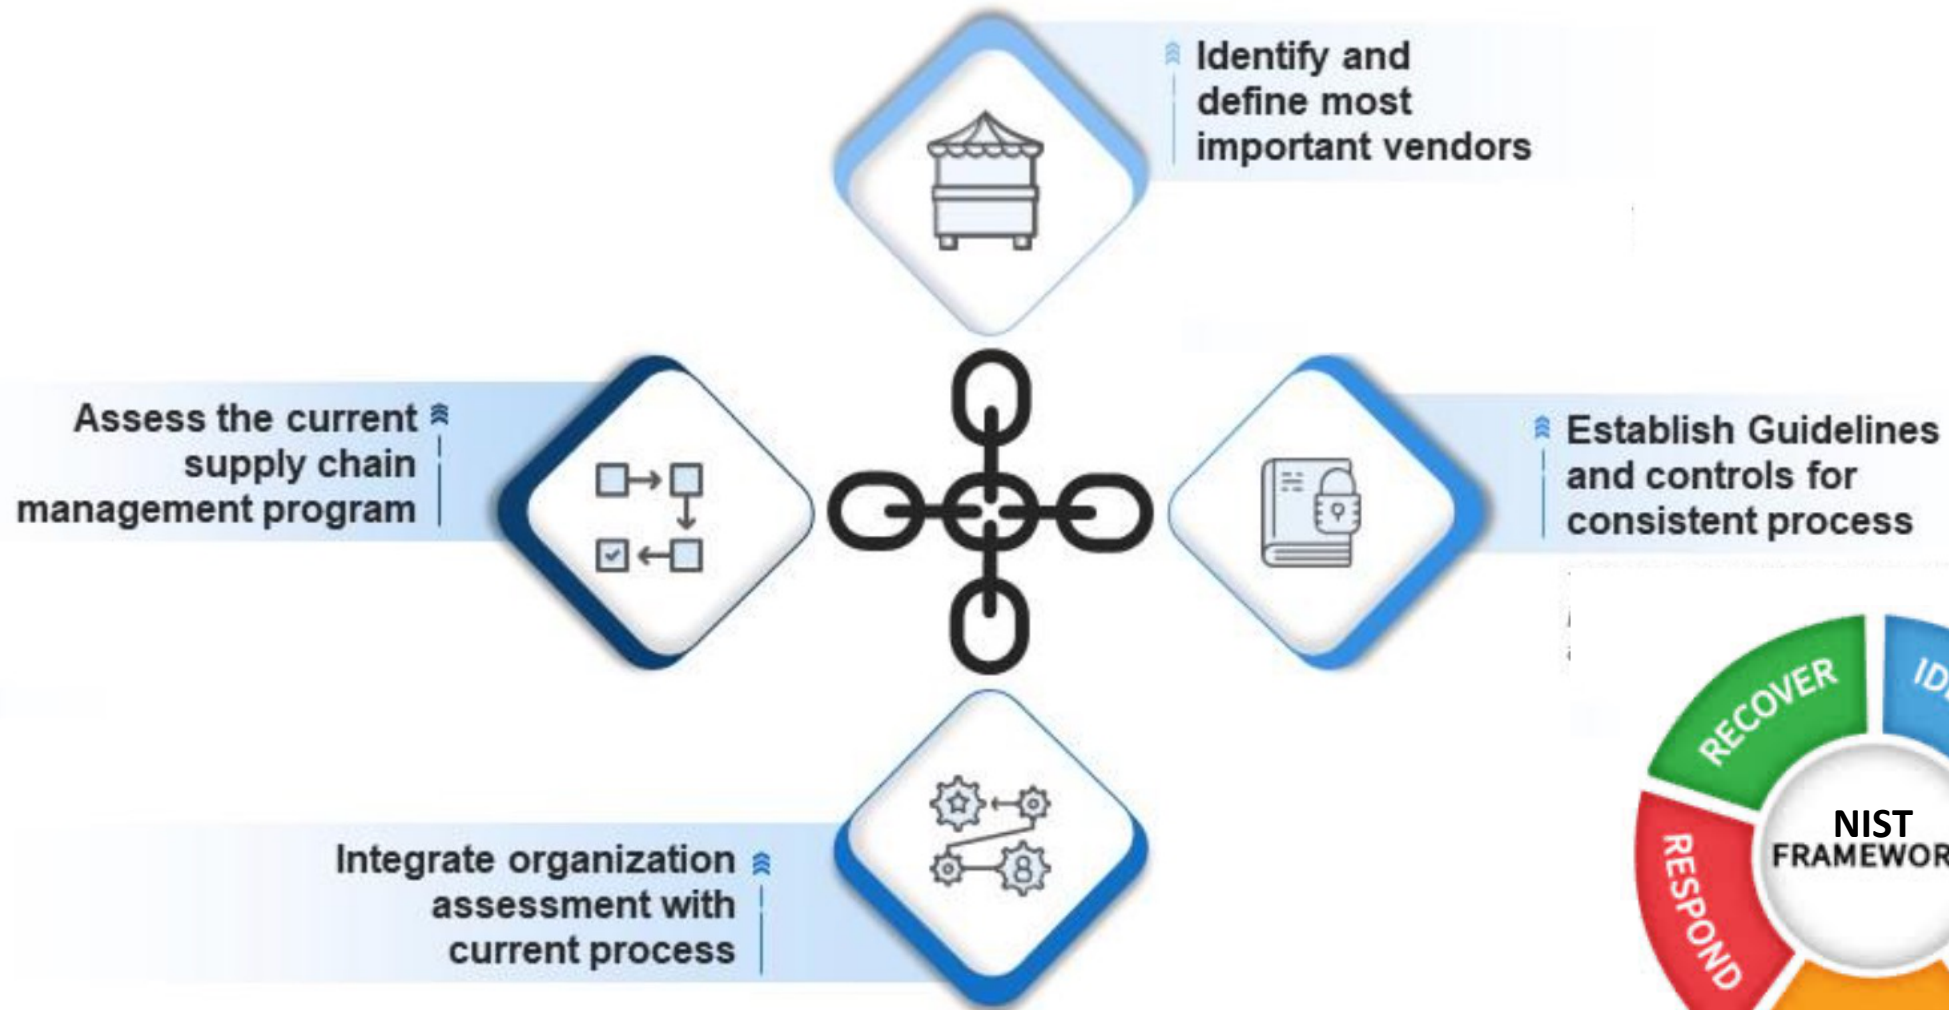 Identify and
define most
important vendors
Assess the current
supply chain
management program
Establish Guidelines
and controls for
consistent process
Integrate organization
assessment with
current process
RECOVER
RESPOND
NIST